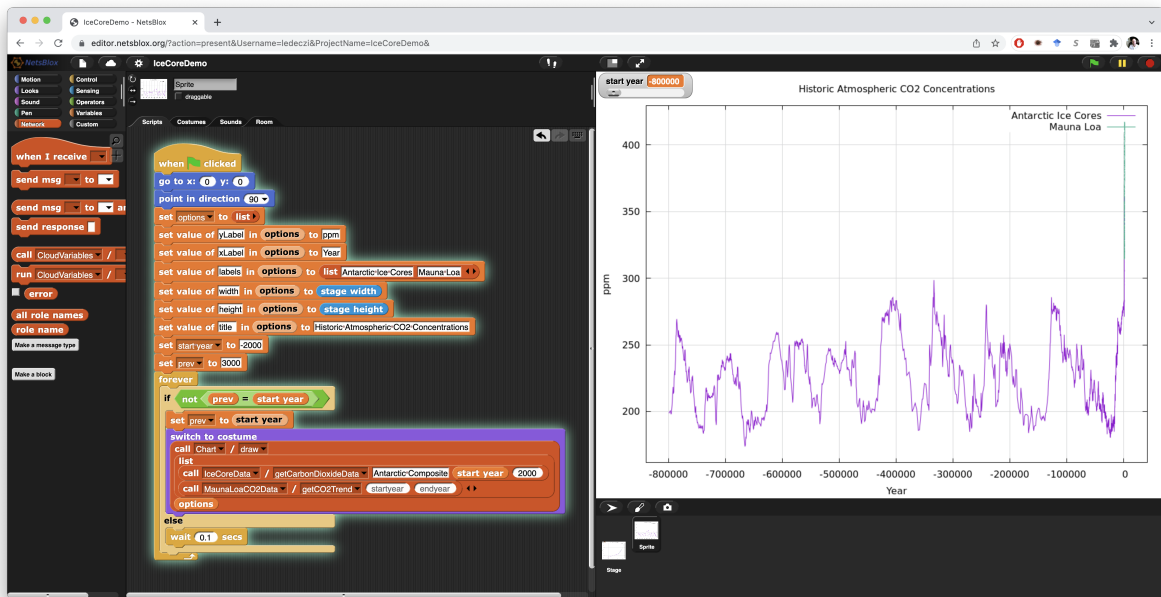 IceCoreDemo - NetsBlox
editor.netsblox.org/?action=present&Username=ledeczi&ProjectName=IceCoreDemo&
NetsBlox
IceCoreDemo
Motion Control
Looks Sensing
Sound Operators
Pen Variables
Network Custom
when I receive
send msg to
send msg to an
send response
call CloudVariables /
run CloudVariables /
error
all role names
role name
Make a message type
Make a block
Sprite
draggable
Scripts Costumes Sounds Room
when clicked
go to x: 0 y: 0
point in direction 90
set options to list
set value of yLabel in options to ppm
set value of xLabel in options to Year
set value of labels in options to list Antarctic·Ice·Cores Mauna·Loa
set value of width in options to stage width
set value of height in options to stage height
set value of title in options to Historic·Atmospheric·CO2·Concentrations
set start year to -2000
set prev to 3000
forever
if not prev = start year
set prev to start year
switch to costume
call Chart / draw
list
call IceCoreData / getCarbonDioxideData Antarctic·Composite start year 2000
call MaunaLoaCO2Data / getCO2Trend startyear endyear
options
else
wait 0.1 secs
start year -800000
Historic Atmospheric CO2 Concentrations
Antarctic Ice Cores
Mauna Loa
400
350
300
250
200
ppm
-800000 -700000 -600000 -500000 -400000 -300000 -200000 -100000 0
Year
Stage
Sprite